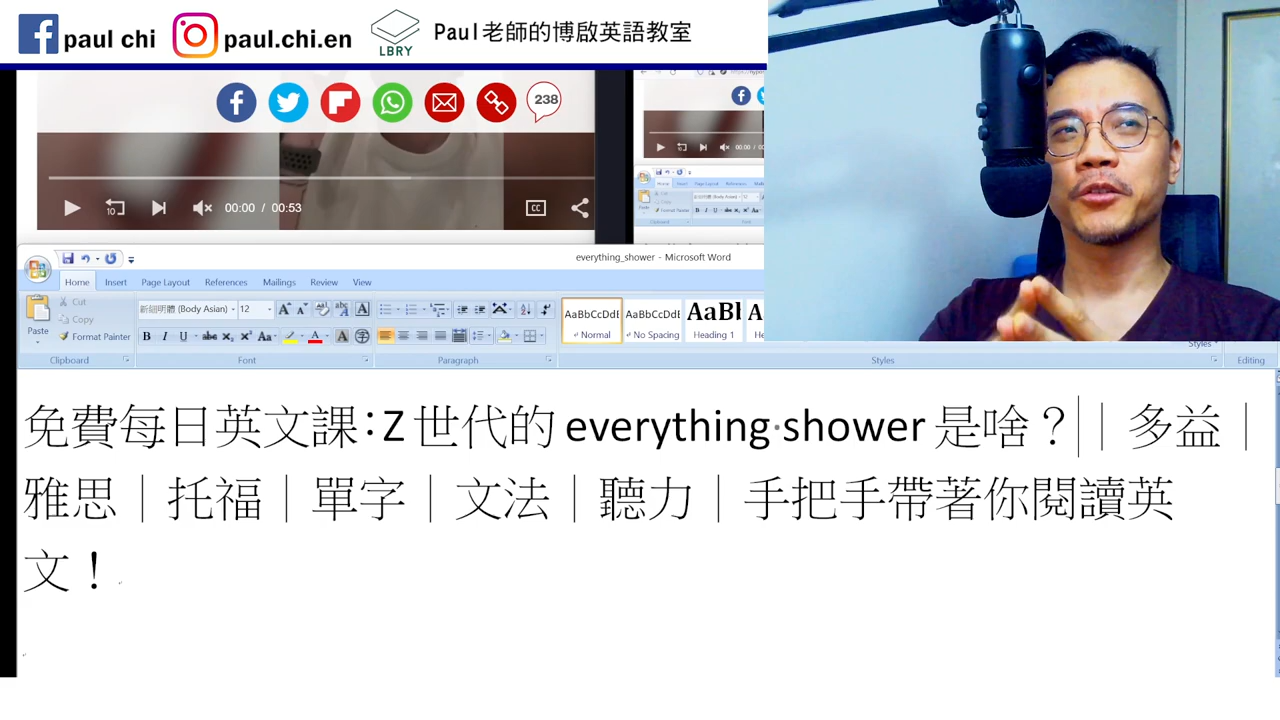 paul chi
paul.chi.en
LBRY
Paul老師的博啟英語教室
238
00:00 / 00:53
10
CC
00:00
everything_shower - Microsoft Word
Home Insert Page Layout References Mailings Review View
Cut
Copy
Format Painter
Paste
Clipboard
新細明體 (Body Asian)
12
Font
Paragraph
AaBbCcDdE AaBbCcDdE AaBl
Normal No Spacing Heading 1
Styles
Styles
Editing
免費每日英文課：Z世代的 everything shower 是啥？｜｜多益｜
雅思｜托福｜單字｜文法｜聽力｜手把手帶著你閱讀英
文！